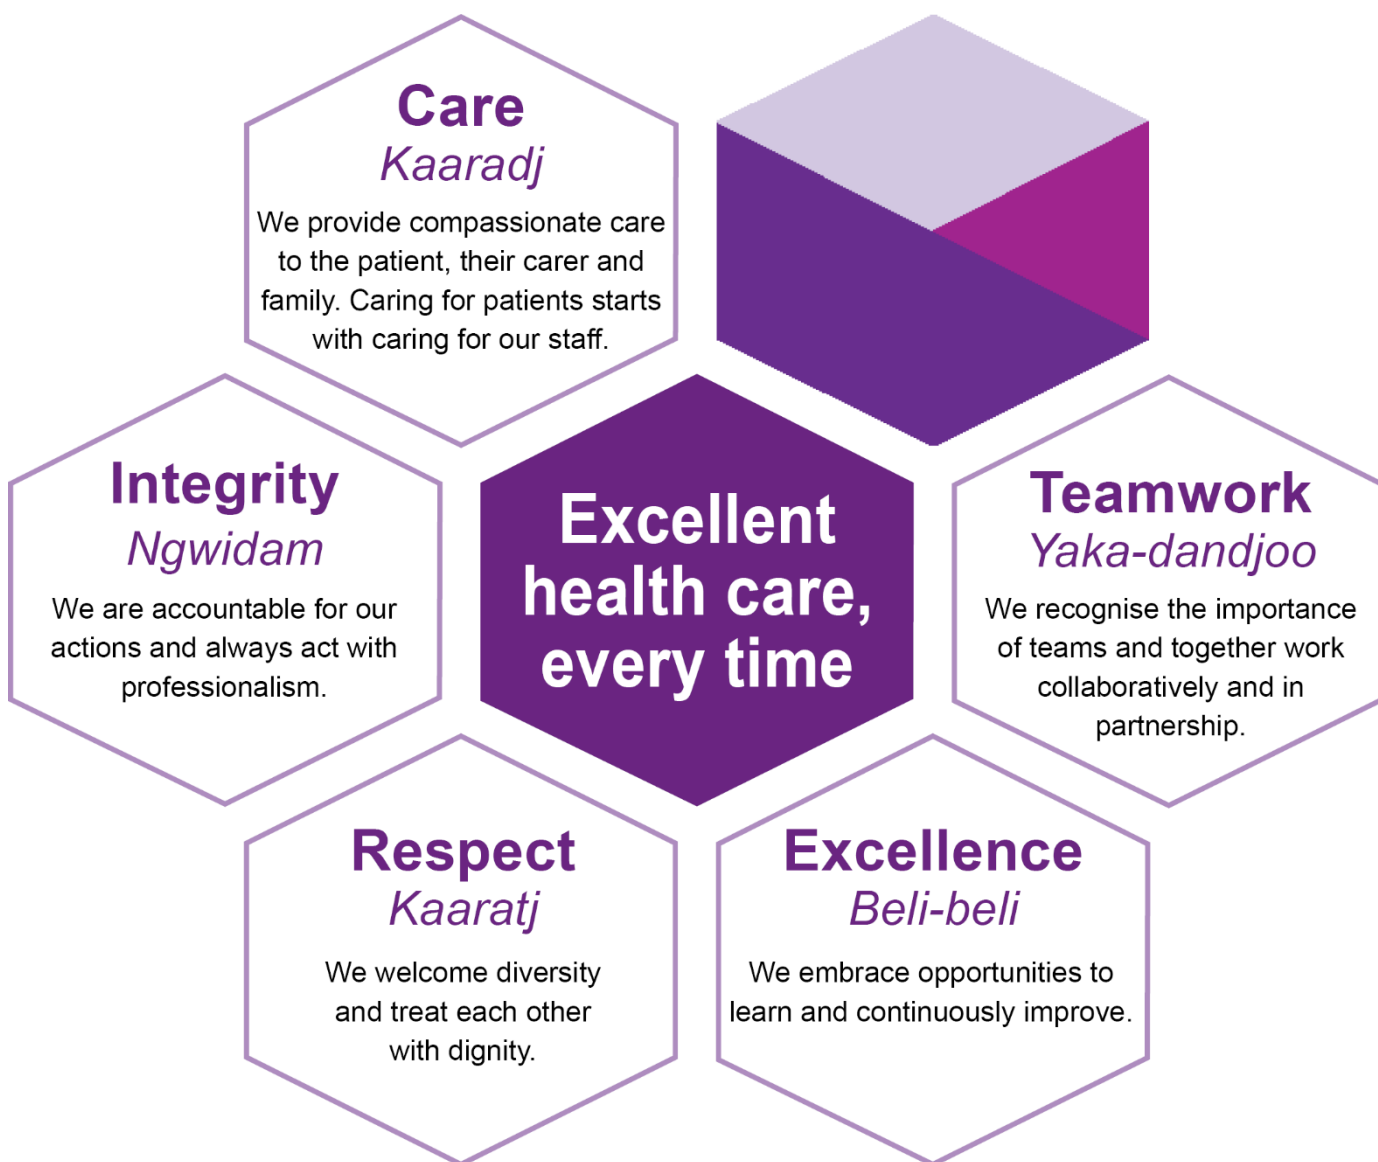 Care
Kaaradj
We provide compassionate care
to the patient, their carer and
family. Caring for patients starts
with caring for our staff.
Integrity
Ngwidam
We are accountable for our
actions and always act with
professionalism.
Excellent
health care,
every time
Teamwork
Yaka-dandjoo
We recognise the importance
of teams and together work
collaboratively and in
partnership.
Respect
Kaaratj
We welcome diversity
and treat each other
with dignity.
Excellence
Beli-beli
We embrace opportunities to
learn and continuously improve.